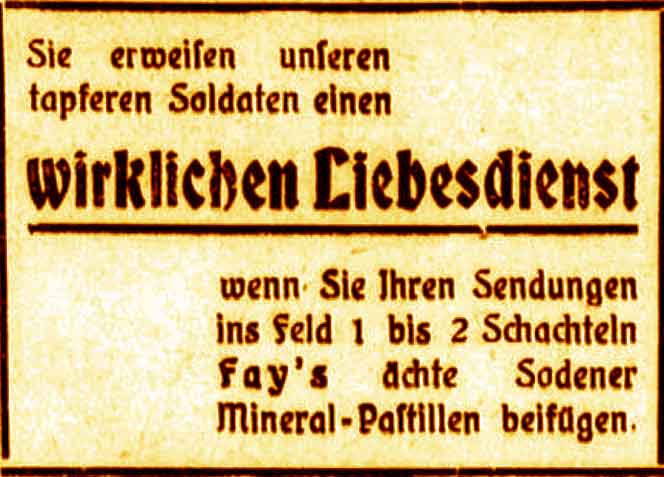 Sie erweiſen unſeren
tapferen Soldaten einen
wirklichen Liebesdienst
wenn Sie Ihren Sendungen
ins Feld 1 bis 2 Schachteln
Fay's ächte Sodener
Mineral-Paſtillen beifügen.